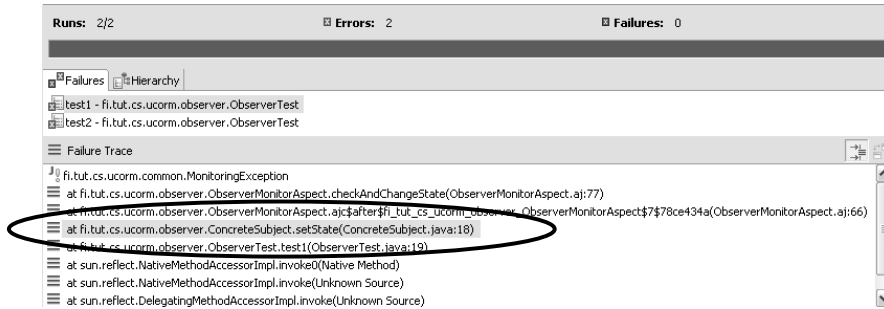 Runs: 2/2 Errors: 2 Failures: 0
Failures Hierarchy
test1 - fi.tut.cs.ucorm.observer.ObserverTest
test2 - fi.tut.cs.ucorm.observer.ObserverTest
Failure Trace
fi.tut.cs.ucorm.common.MonitoringException
at fi.tut.cs.ucorm.observer.ObserverMonitorAspect.checkAndChangeState(ObserverMonitorAspect.aj:77)
at fi.tut.cs.ucorm.observer.ObserverMonitorAspect.ajc$after$fi_tut_cs_ucorm_observer_ObserverMonitorAspect$7$78ce434a(ObserverMonitorAspect.aj:66)
at fi.tut.cs.ucorm.observer.ConcreteSubject.setState(ConcreteSubject.java:18)
at fi.tut.cs.ucorm.observer.ObserverTest.test1(ObserverTest.java:19)
at sun.reflect.NativeMethodAccessorImpl.invoke0(Native Method)
at sun.reflect.NativeMethodAccessorImpl.invoke(Unknown Source)
at sun.reflect.DelegatingMethodAccessorImpl.invoke(Unknown Source)